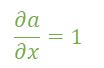 ∂a/∂x = 1